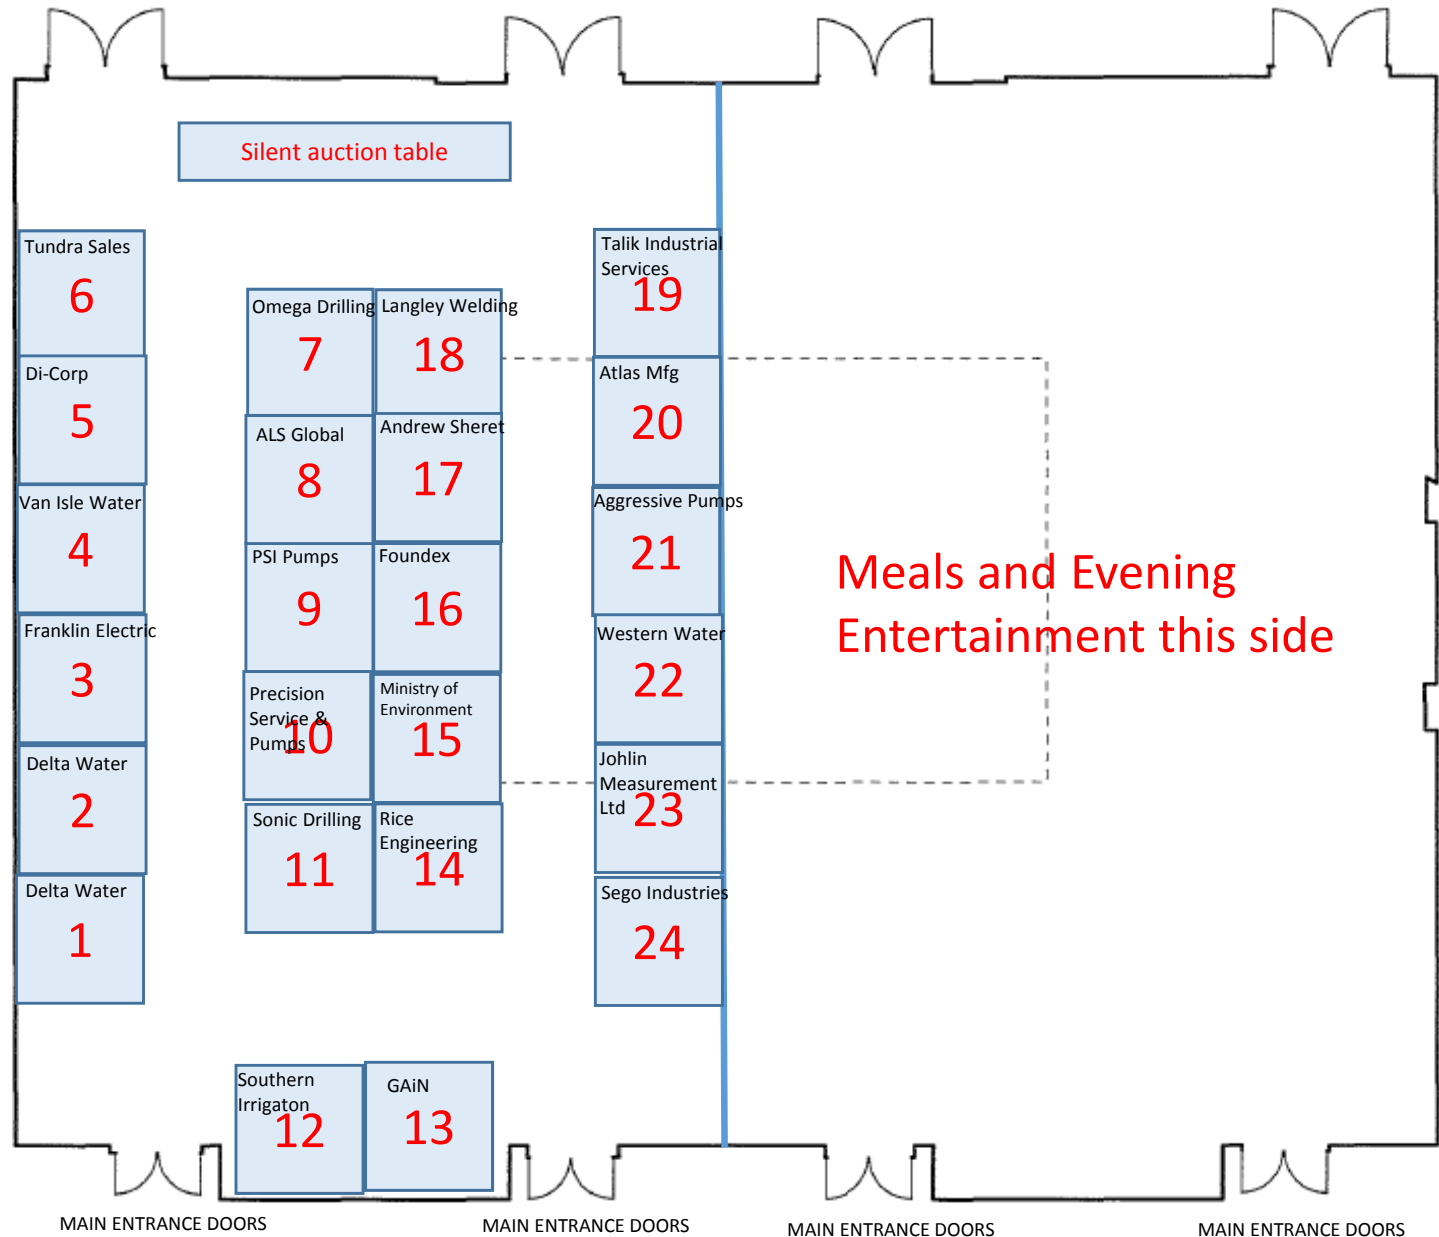 Silent auction table
Tundra Sales
6
Di-Corp
5
Van Isle Water
4
Franklin Electric
3
Delta Water
2
Delta Water
1
Omega Drilling
7
ALS Global
8
PSI Pumps
9
Precision
Service &
Pumps
10
Sonic Drilling
11
Langley Welding
18
Andrew Sheret
17
Foundex
16
Ministry of
Environment
15
Rice
Engineering
14
Southern
Irrigaton
12
GAiN
13
Talik Industrial
Services
19
Atlas Mfg
20
Aggressive Pumps
21
Western Water
22
Johlin
Measurement
Ltd
23
Sego Industries
24
Meals and Evening
Entertainment this side
MAIN ENTRANCE DOORS
MAIN ENTRANCE DOORS
MAIN ENTRANCE DOORS
MAIN ENTRANCE DOORS